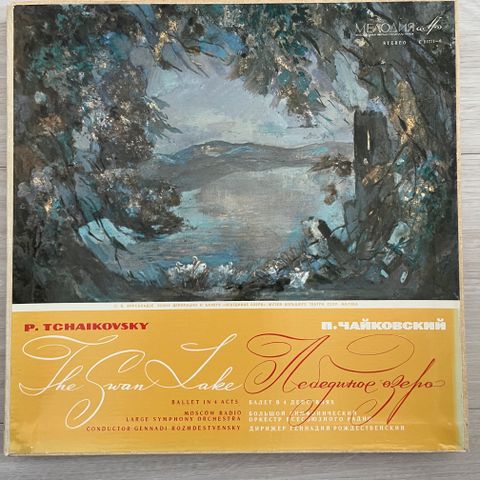 МЕЛОДИЯ
STEREO
P. TCHAIKOVSKY
П. ЧАЙКОВСКИЙ
The Swan Lake
Лебединое озеро
BALLET IN 4 ACTS
БАЛЕТ В 4 ДЕЙСТВИЯХ
MOSCOW RADIO
LARGE SYMPHONY ORCHESTRA
БОЛЬШОЙ СИМФОНИЧЕСКИЙ
ОРКЕСТР ВСЕСОЮЗНОГО РАДИО
CONDUCTOR GENNADI ROZHDESTVENSKY
ДИРИЖЕР ГЕННАДИЙ РОЖДЕСТВЕНСКИЙ